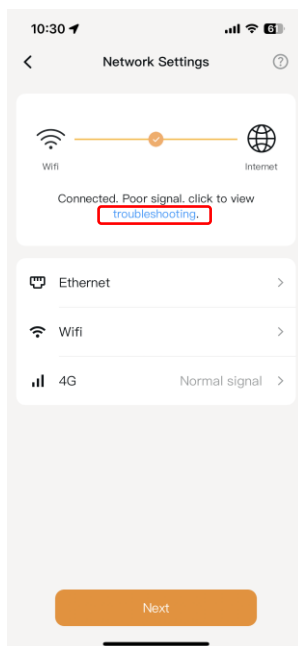 10:30
61
Network Settings
?
Wifi
Internet
Connected. Poor signal. click to view
troubleshooting.
Ethernet
Wifi
4G Normal signal
Next